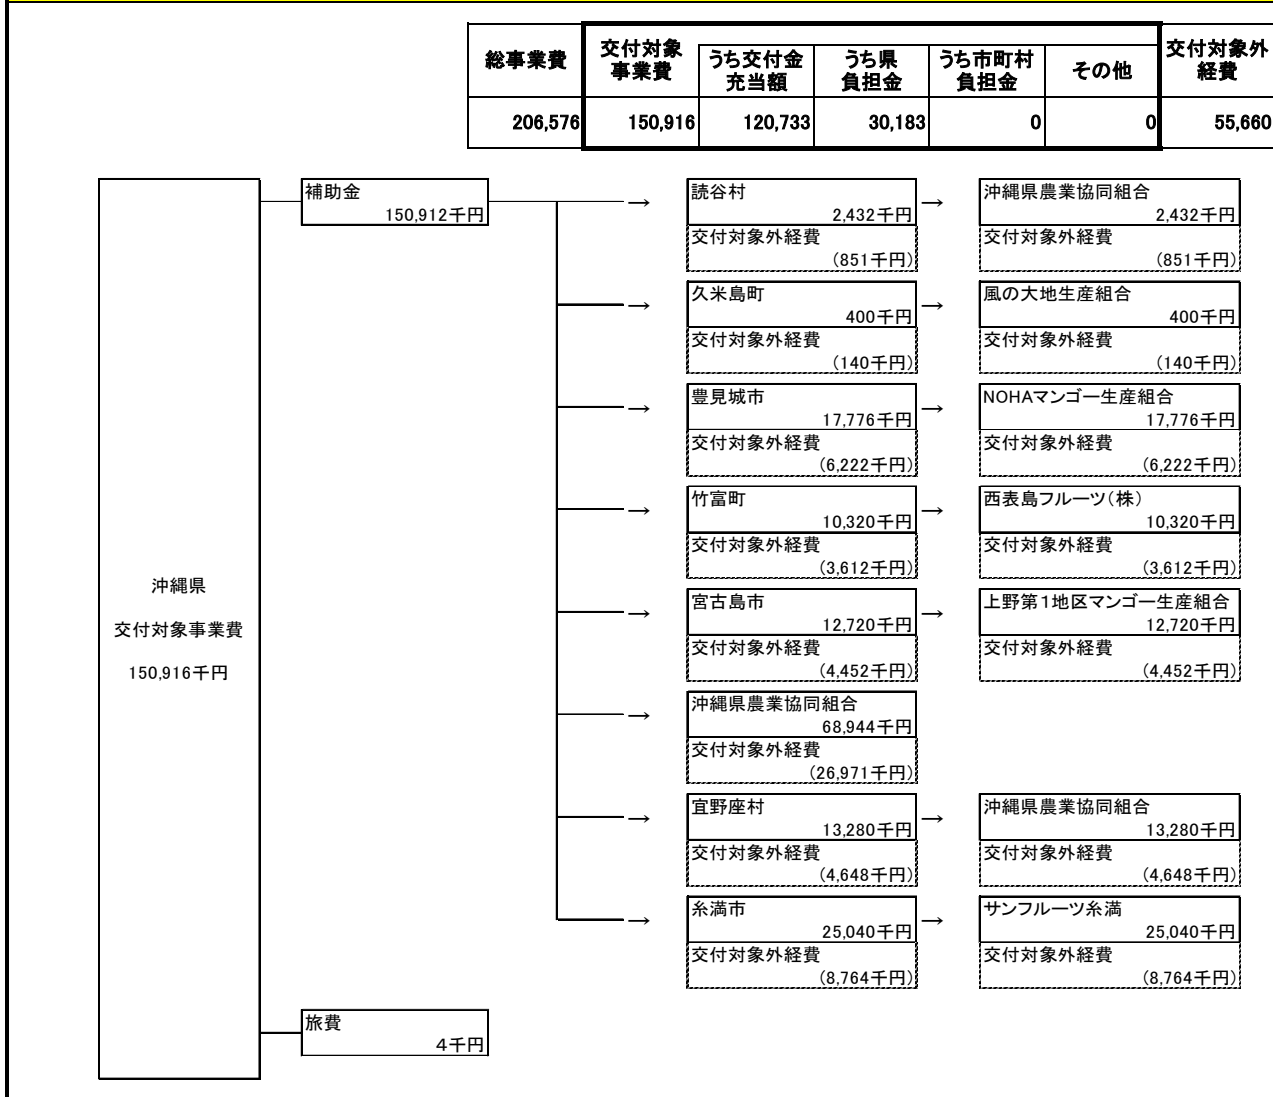 総事業費 交付対象事業費 うち交付金充当額 うち県負担金 うち市町村負担金 その他 交付対象外経費
206,576 150,916 120,733 30,183 0 0 55,660
沖縄県
交付対象事業費
150,916千円
補助金
150,912千円
→ 読谷村 → 沖縄県農業協同組合
2,432千円 2,432千円
交付対象外経費 交付対象外経費
(851千円) (851千円)
→ 久米島町 → 風の大地生産組合
400千円 400千円
交付対象外経費 交付対象外経費
(140千円) (140千円)
→ 豊見城市 → NOHAマンゴー生産組合
17,776千円 17,776千円
交付対象外経費 交付対象外経費
(6,222千円) (6,222千円)
→ 竹富町 → 西表島フルーツ(株)
10,320千円 10,320千円
交付対象外経費 交付対象外経費
(3,612千円) (3,612千円)
→ 宮古島市 → 上野第1地区マンゴー生産組合
12,720千円 12,720千円
交付対象外経費 交付対象外経費
(4,452千円) (4,452千円)
→ 沖縄県農業協同組合
68,944千円
交付対象外経費
(26,971千円)
→ 宜野座村 → 沖縄県農業協同組合
13,280千円 13,280千円
交付対象外経費 交付対象外経費
(4,648千円) (4,648千円)
→ 糸満市 → サンフルーツ糸満
25,040千円 25,040千円
交付対象外経費 交付対象外経費
(8,764千円) (8,764千円)
旅費
4千円